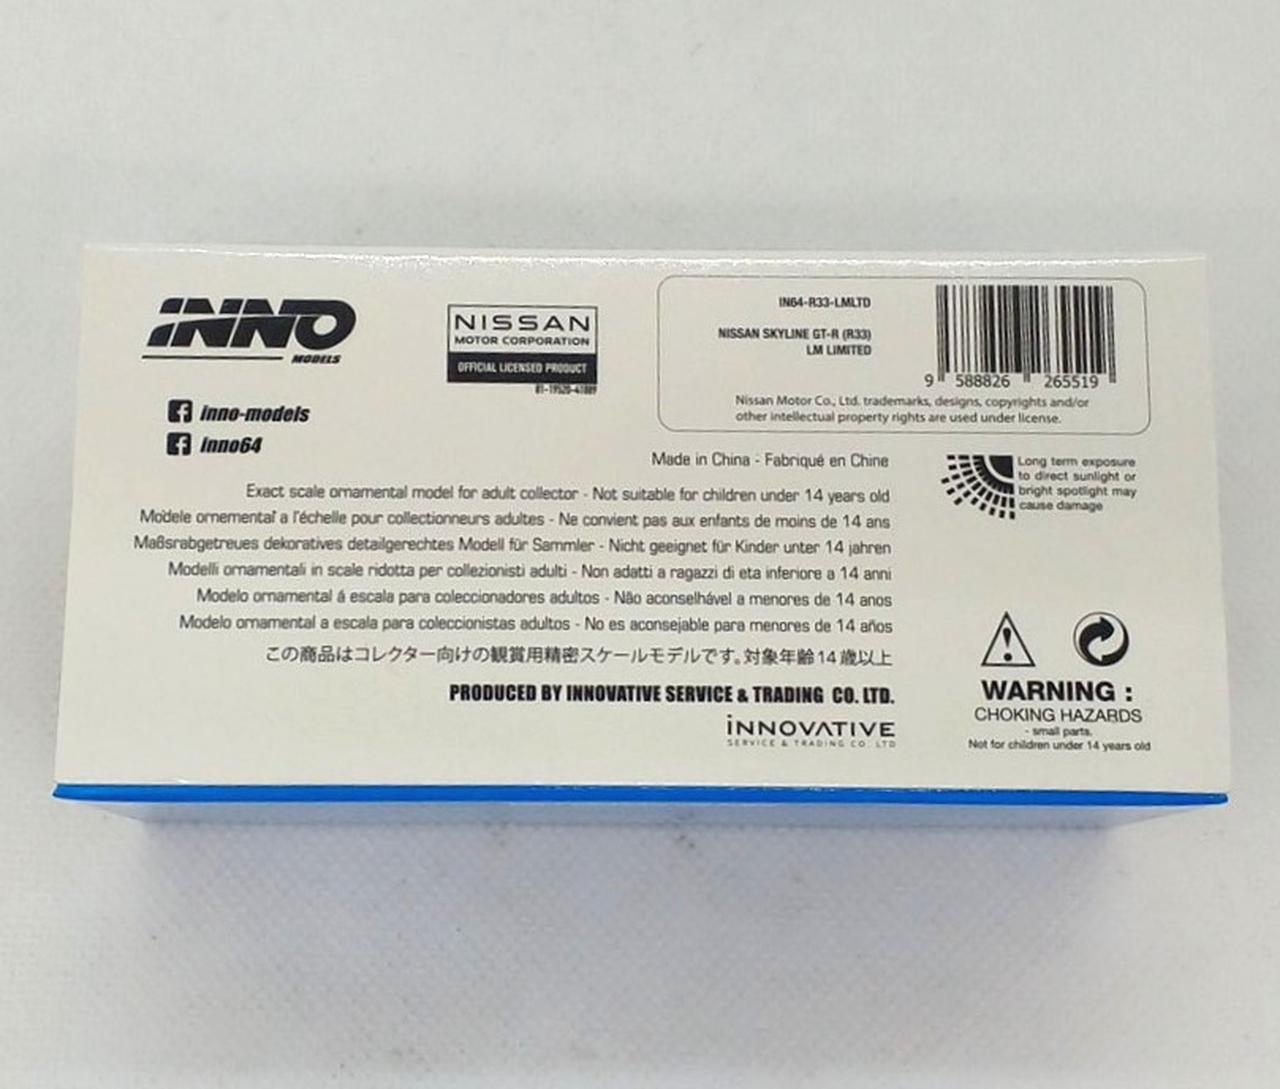 INNO
MODELS
inno-models
inno64
NISSAN
MOTOR CORPORATION
OFFICIAL LICENSED PRODUCT
IN64-R33-LMLTD
NISSAN SKYLINE GT-R (R33)
LM LIMITED
9 588826 265519
Nissan Motor Co., Ltd. trademarks, designs, copyrights and/or
other intellectual property rights are used under license.
Made in China - Fabriqué en Chine
Long term exposure
to direct sunlight or
bright spotlight may
cause damage
Exact scale ornamental model for adult collector - Not suitable for children under 14 years old
Modèle ornemental a l'échelle pour collectionneurs adultes - Ne convient pas aux enfants de moins de 14 ans
Maßsrabgetreues dekoratives detailgerechtes Modell für Sammler - Nicht geeignet für Kinder unter 14 jahren
Modelli ornamentali in scale ridotta per collezionisti adulti - Non adatti a ragazzi di eta inferiore a 14 anni
Modelo ornamental á escala para coleccionadores adultos - Não aconselhável a menores de 14 anos
Modelo ornamental a escala para coleccionistas adultos - No es aconsejable para menores de 14 años
この商品はコレクター向けの観賞用精密スケールモデルです。対象年齢14歳以上
PRODUCED BY INNOVATIVE SERVICE & TRADING CO. LTD.
INNOVATIVE
SERVICE & TRADING CO. LTD
WARNING :
CHOKING HAZARDS
- small parts.
Not for children under 14 years old